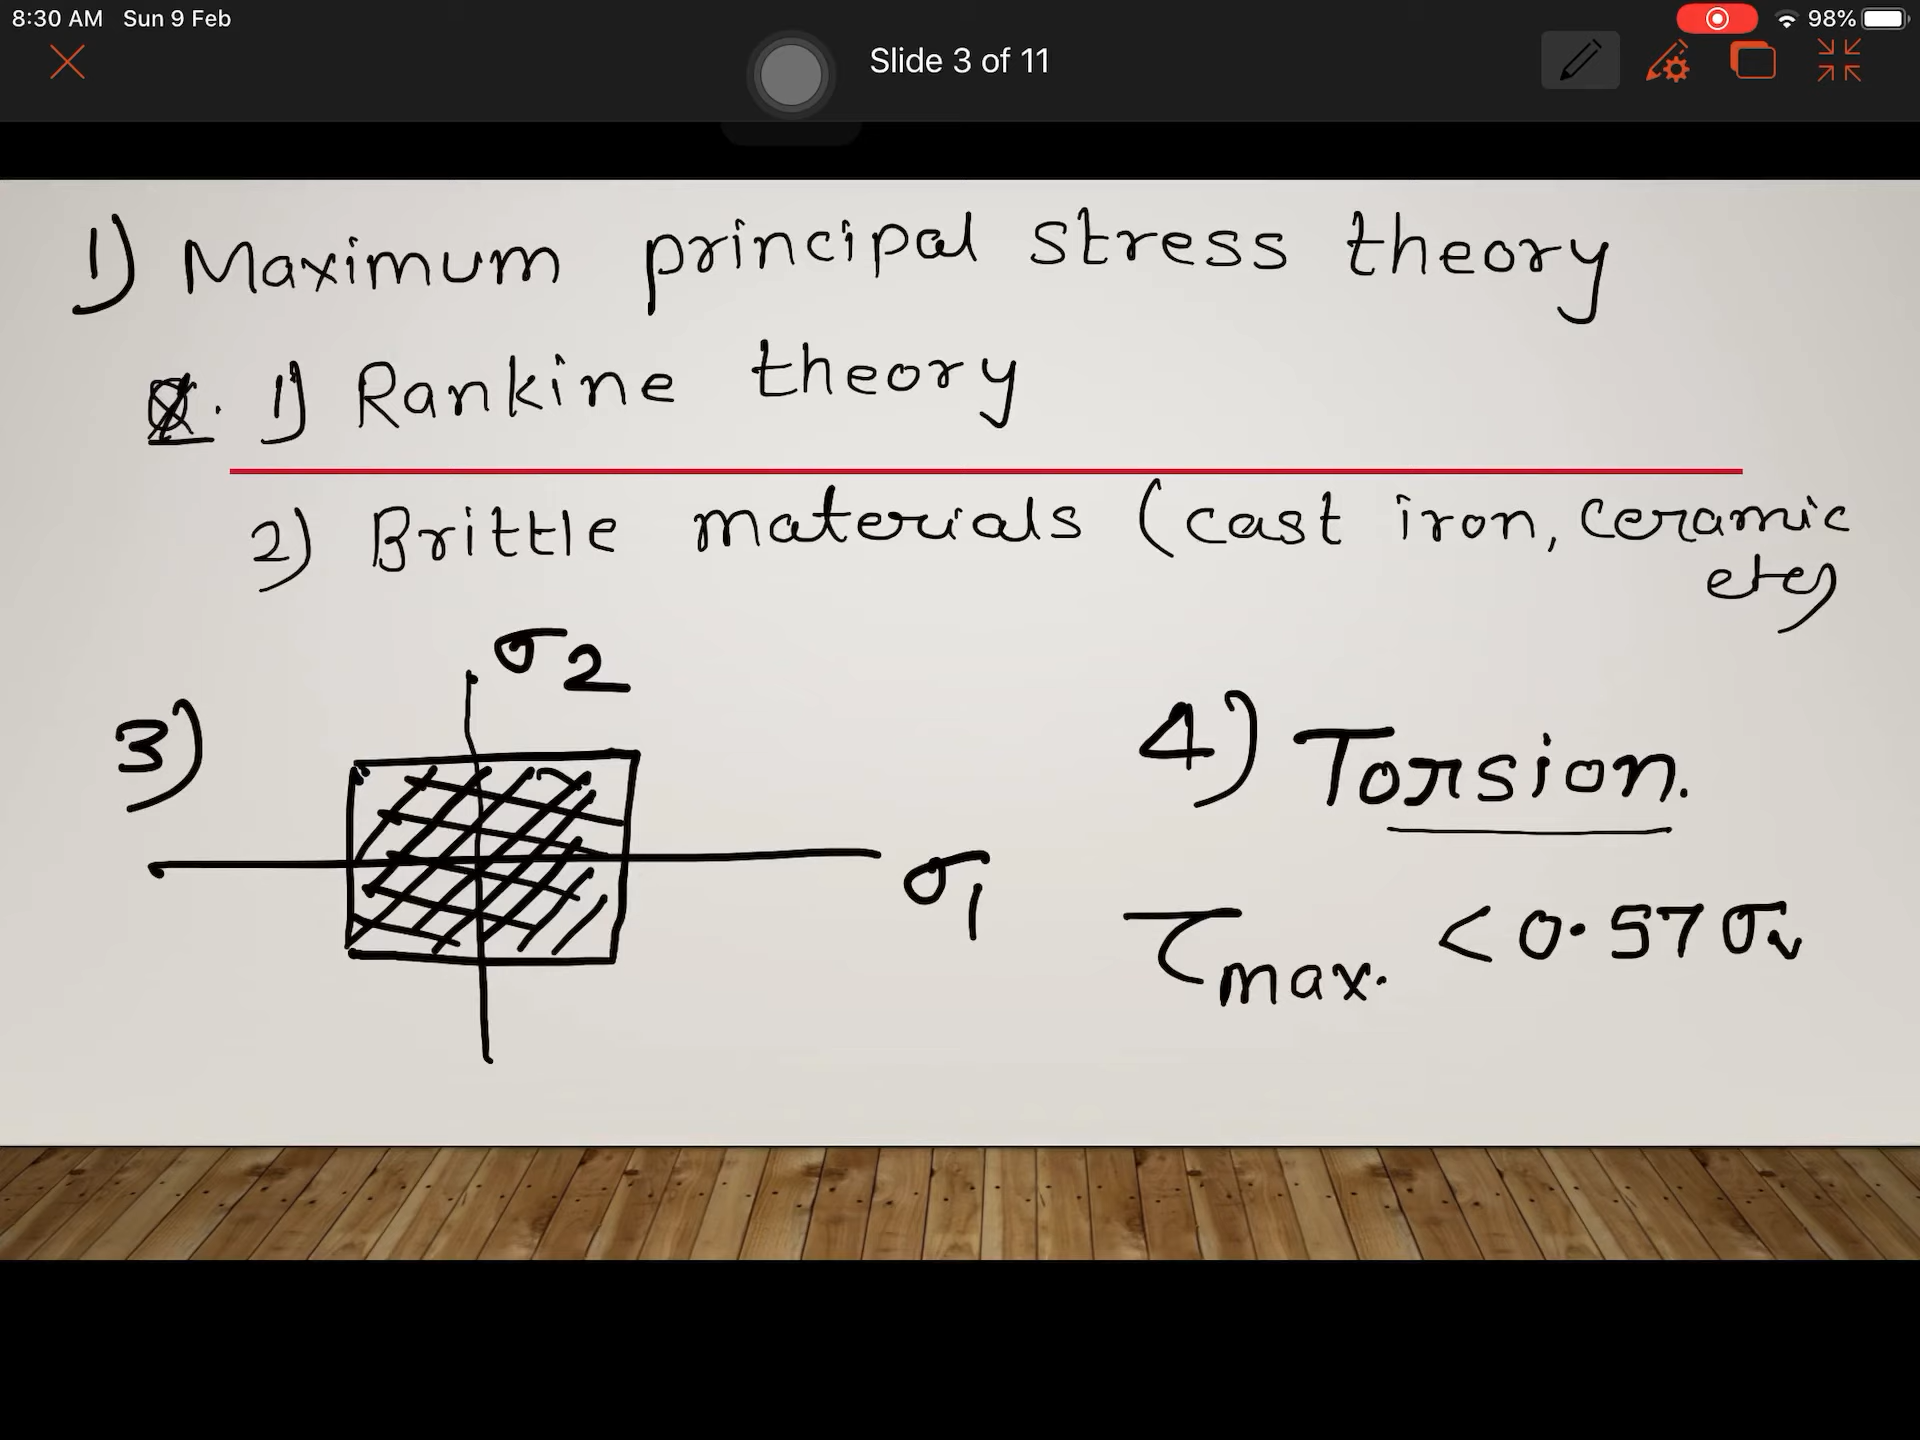 8:30 AM Sun 9 Feb
98%
Slide 3 of 11
1) Maximum principal stress theory
1) Rankine theory
2) Brittle materials (cast iron, ceramic
etc)
3)
σ2
σ1
4) Torsion.
τmax. < 0.57 σ